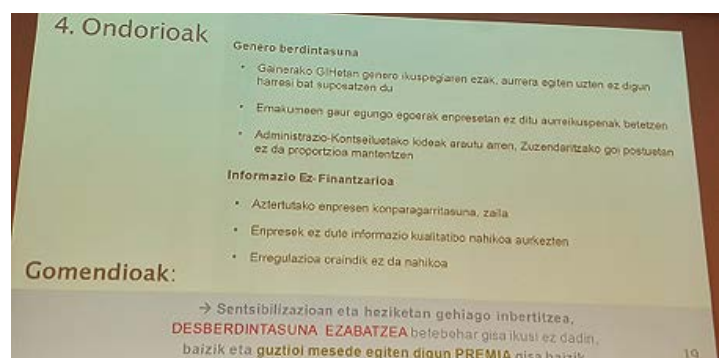 4. Ondorioak
Genero berdintasuna
• Gainerako GIHetan genero ikuspegiaren ezak, aurrera egiten uzten ez digun
harresi bat suposatzen du
• Emakumeen gaur egungo egoerak enpresetan ez ditu aurreikuspenak betetzen
• Administrazio-Kontseiluetako kideak arautu arren, Zuzendaritzako goi postuetan
ez da proportzioa mantentzen
Informazio Ez-Finantzarioa
• Aztertutako enpresen konparagarritasuna, zaila
• Enpresek ez dute informazio kualitatibo nahikoa aurkezten
• Erregulazioa oraindik ez da nahikoa
Gomendioak:
→ Sentsibilizazioan eta heziketan gehiago inbertitzea,
DESBERDINTASUNA EZABATZEA betebehar gisa ikusi ez dadin,
baizik eta guztioi mesede egiten digun PREMIA gisa baizik
19